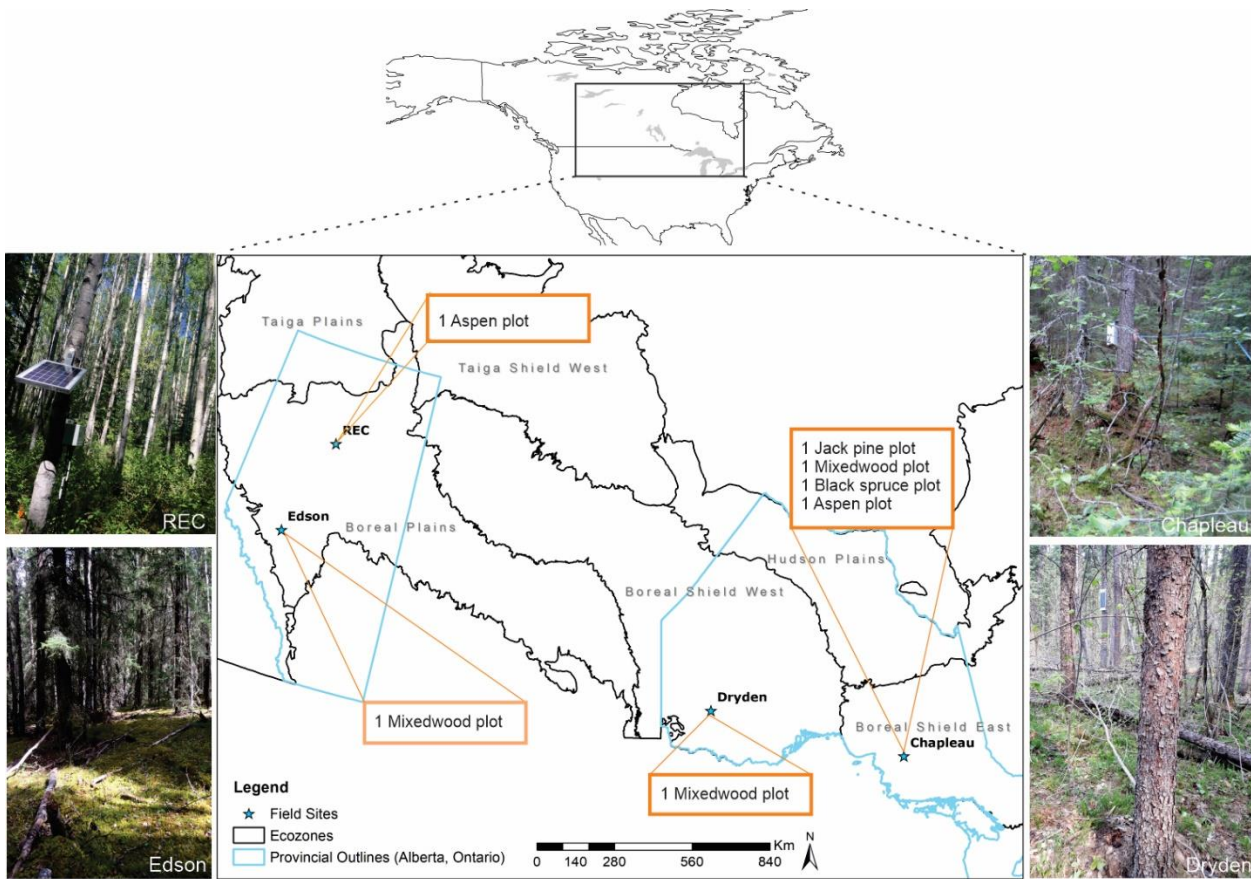 Taiga Plains
1 Aspen plot
Taiga Shield West
REC
1 Jack pine plot
1 Mixedwood plot
1 Black spruce plot
1 Aspen plot
REC
Chapleau
Edson
Boreal Plains
Hudson Plains
Boreal Shield West
1 Mixedwood plot
Dryden
Boreal Shield East
Chapleau
1 Mixedwood plot
Legend
Field Sites
Ecozones
Provincial Outlines (Alberta, Ontario)
Km
0 140 280 560 840
N
Edson
Dryden